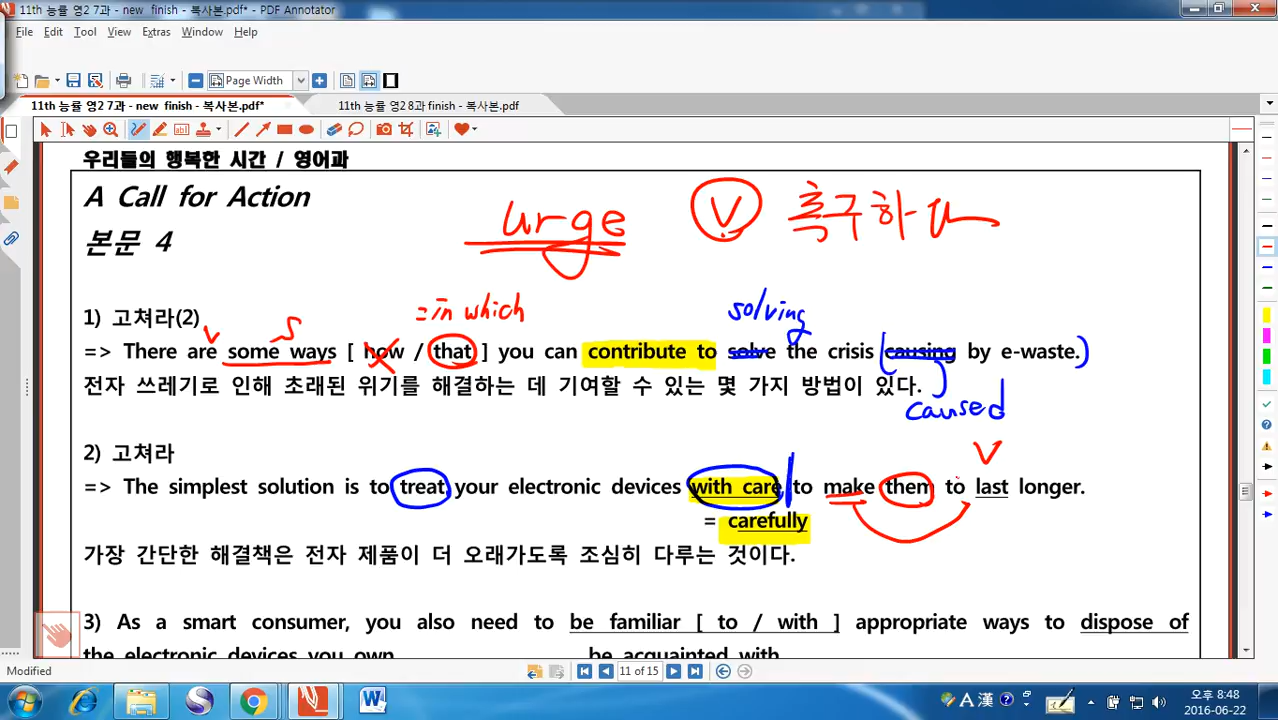 11th 능률 영2 7과 - new finish - 복사본.pdf* - PDF Annotator
File Edit Tool View Extras Window Help
Page Width
11th 능률 영2 7과 - new finish - 복사본.pdf* 11th 능률 영2 8과 finish - 복사본.pdf
우리들의 행복한 시간 / 영어과
A Call for Action
urge V 촉구하다
본문 4
= in which solving
1) 고쳐라(2)
V S
=> There are some ways [ how / that ] you can contribute to solve the crisis (causing by e-waste.)
전자 쓰레기로 인해 초래된 위기를 해결하는 데 기여할 수 있는 몇 가지 방법이 있다.
caused
2) 고쳐라
V
=> The simplest solution is to treat your electronic devices with care, to make them to last longer.
= carefully
가장 간단한 해결책은 전자 제품이 더 오래가도록 조심히 다루는 것이다.
3) As a smart consumer, you also need to be familiar [ to / with ] appropriate ways to dispose of
the electronic devices you own. be acquainted with
Modified 11 of 15
A 漢
오후 8:48
2016-06-22